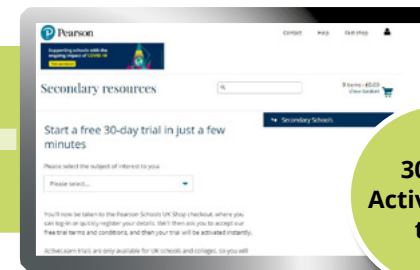 Pearson
Contact Help Visit shop
Supporting schools with the
ongoing impact of COVID-19
Secondary resources
View basket
Secondary Schools
Start a free 30-day trial in just a few
minutes
Please select the subject of interest to you:
Please select...
You'll now be taken to the Pearson Schools UK Shop checkout, where you
can log in or quickly register your details. We'll then ask you to accept our
free trial terms and conditions, and then your trial will be activated instantly.
ActiveLearn trials are only available for UK schools and colleges, so you will
30
Activ
t